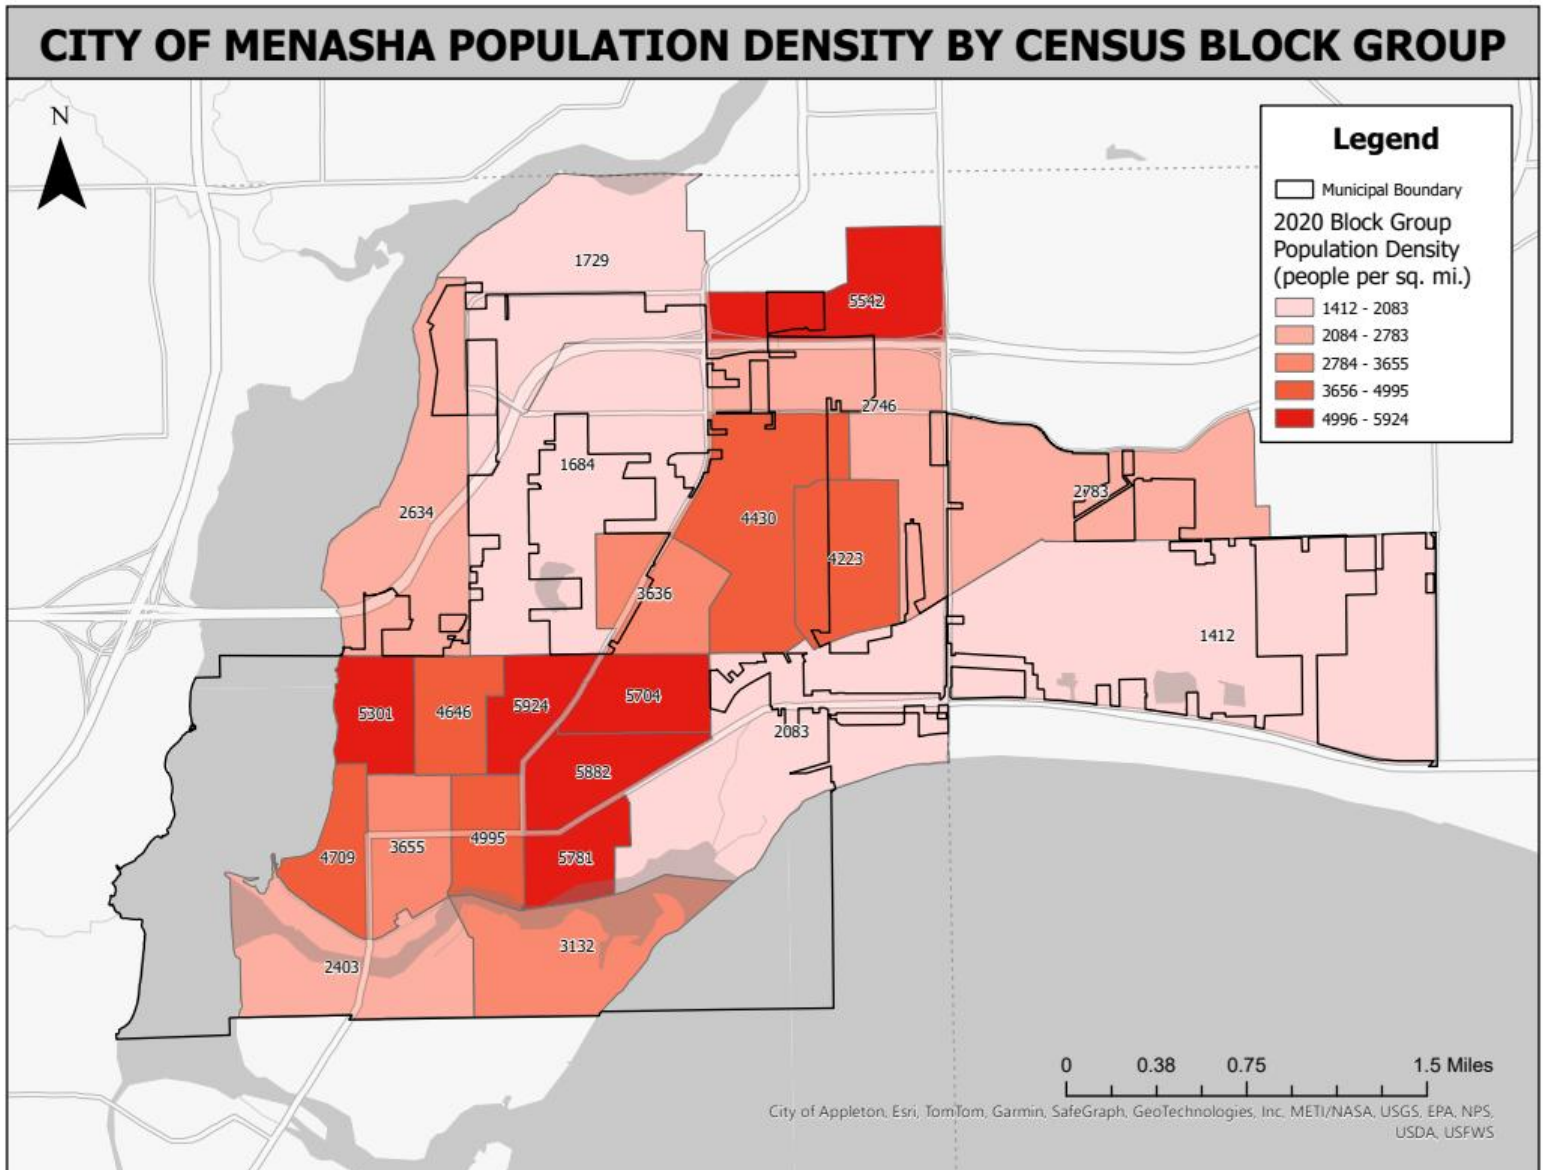 CITY OF MENASHA POPULATION DENSITY BY CENSUS BLOCK GROUP
N
Legend
Municipal Boundary
2020 Block Group
Population Density
(people per sq. mi.)
1412 - 2083
2084 - 2783
2784 - 3655
3656 - 4995
4996 - 5924
1729
5542
2746
1684
2783
2634
4430
4223
3636
1412
5301
4646
5924
5704
2083
5882
4709
3655
4995
5781
3132
2403
0 0.38 0.75 1.5 Miles
City of Appleton, Esri, TomTom, Garmin, SafeGraph, GeoTechnologies, Inc, METI/NASA, USGS, EPA, NPS,
USDA, USFWS